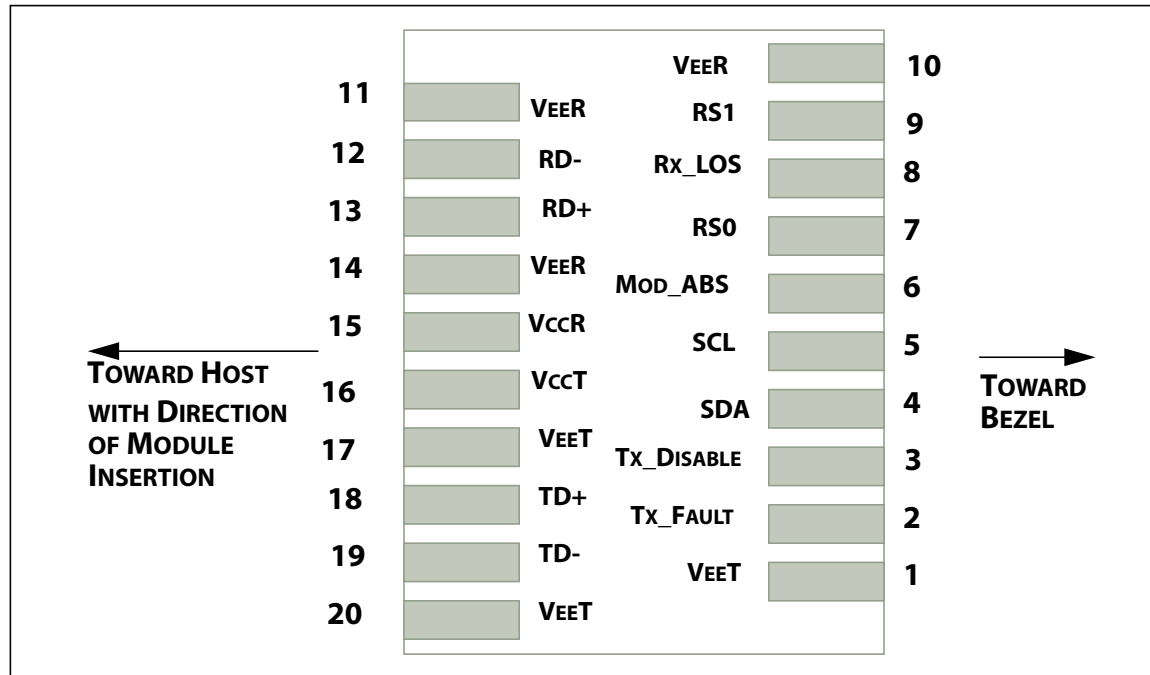 VEER 10
11 VEER
RS1 9
12 RD-
RX_LOS 8
13 RD+
RS0 7
14 VEER
MOD_ABS 6
15 VCCR
SCL 5
16 VCCT
SDA 4
17 VEET
TX_DISABLE 3
18 TD+
TX_FAULT 2
19 TD-
VEET 1
20 VEET
TOWARD HOST
WITH DIRECTION
OF MODULE
INSERTION
TOWARD
BEZEL